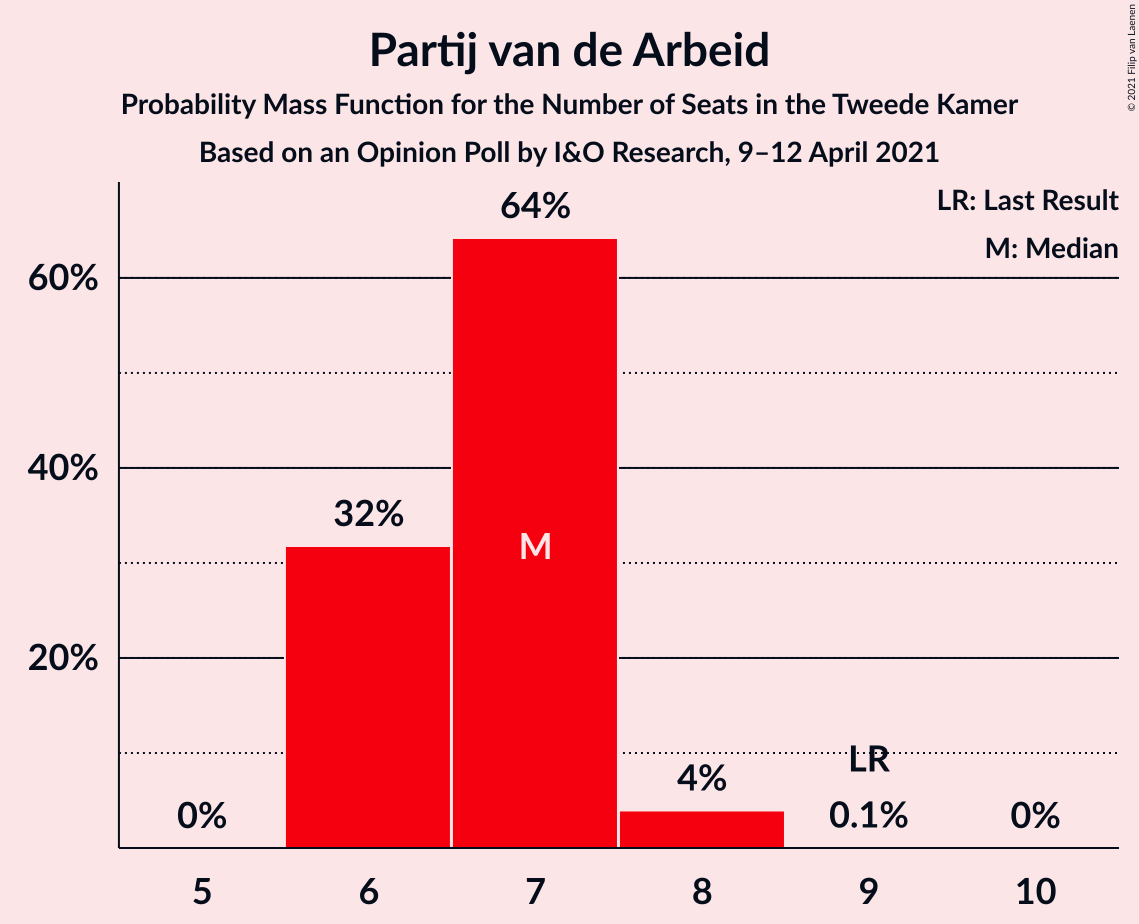 Partij van de Arbeid
Probability Mass Function for the Number of Seats in the Tweede Kamer
Based on an Opinion Poll by I&O Research, 9–12 April 2021
© 2021 Filip van Laenen
LR: Last Result
M: Median
64%
60%
40%
32%
M
20%
LR
4%
0%
0.1%
0%
5 6 7 8 9 10